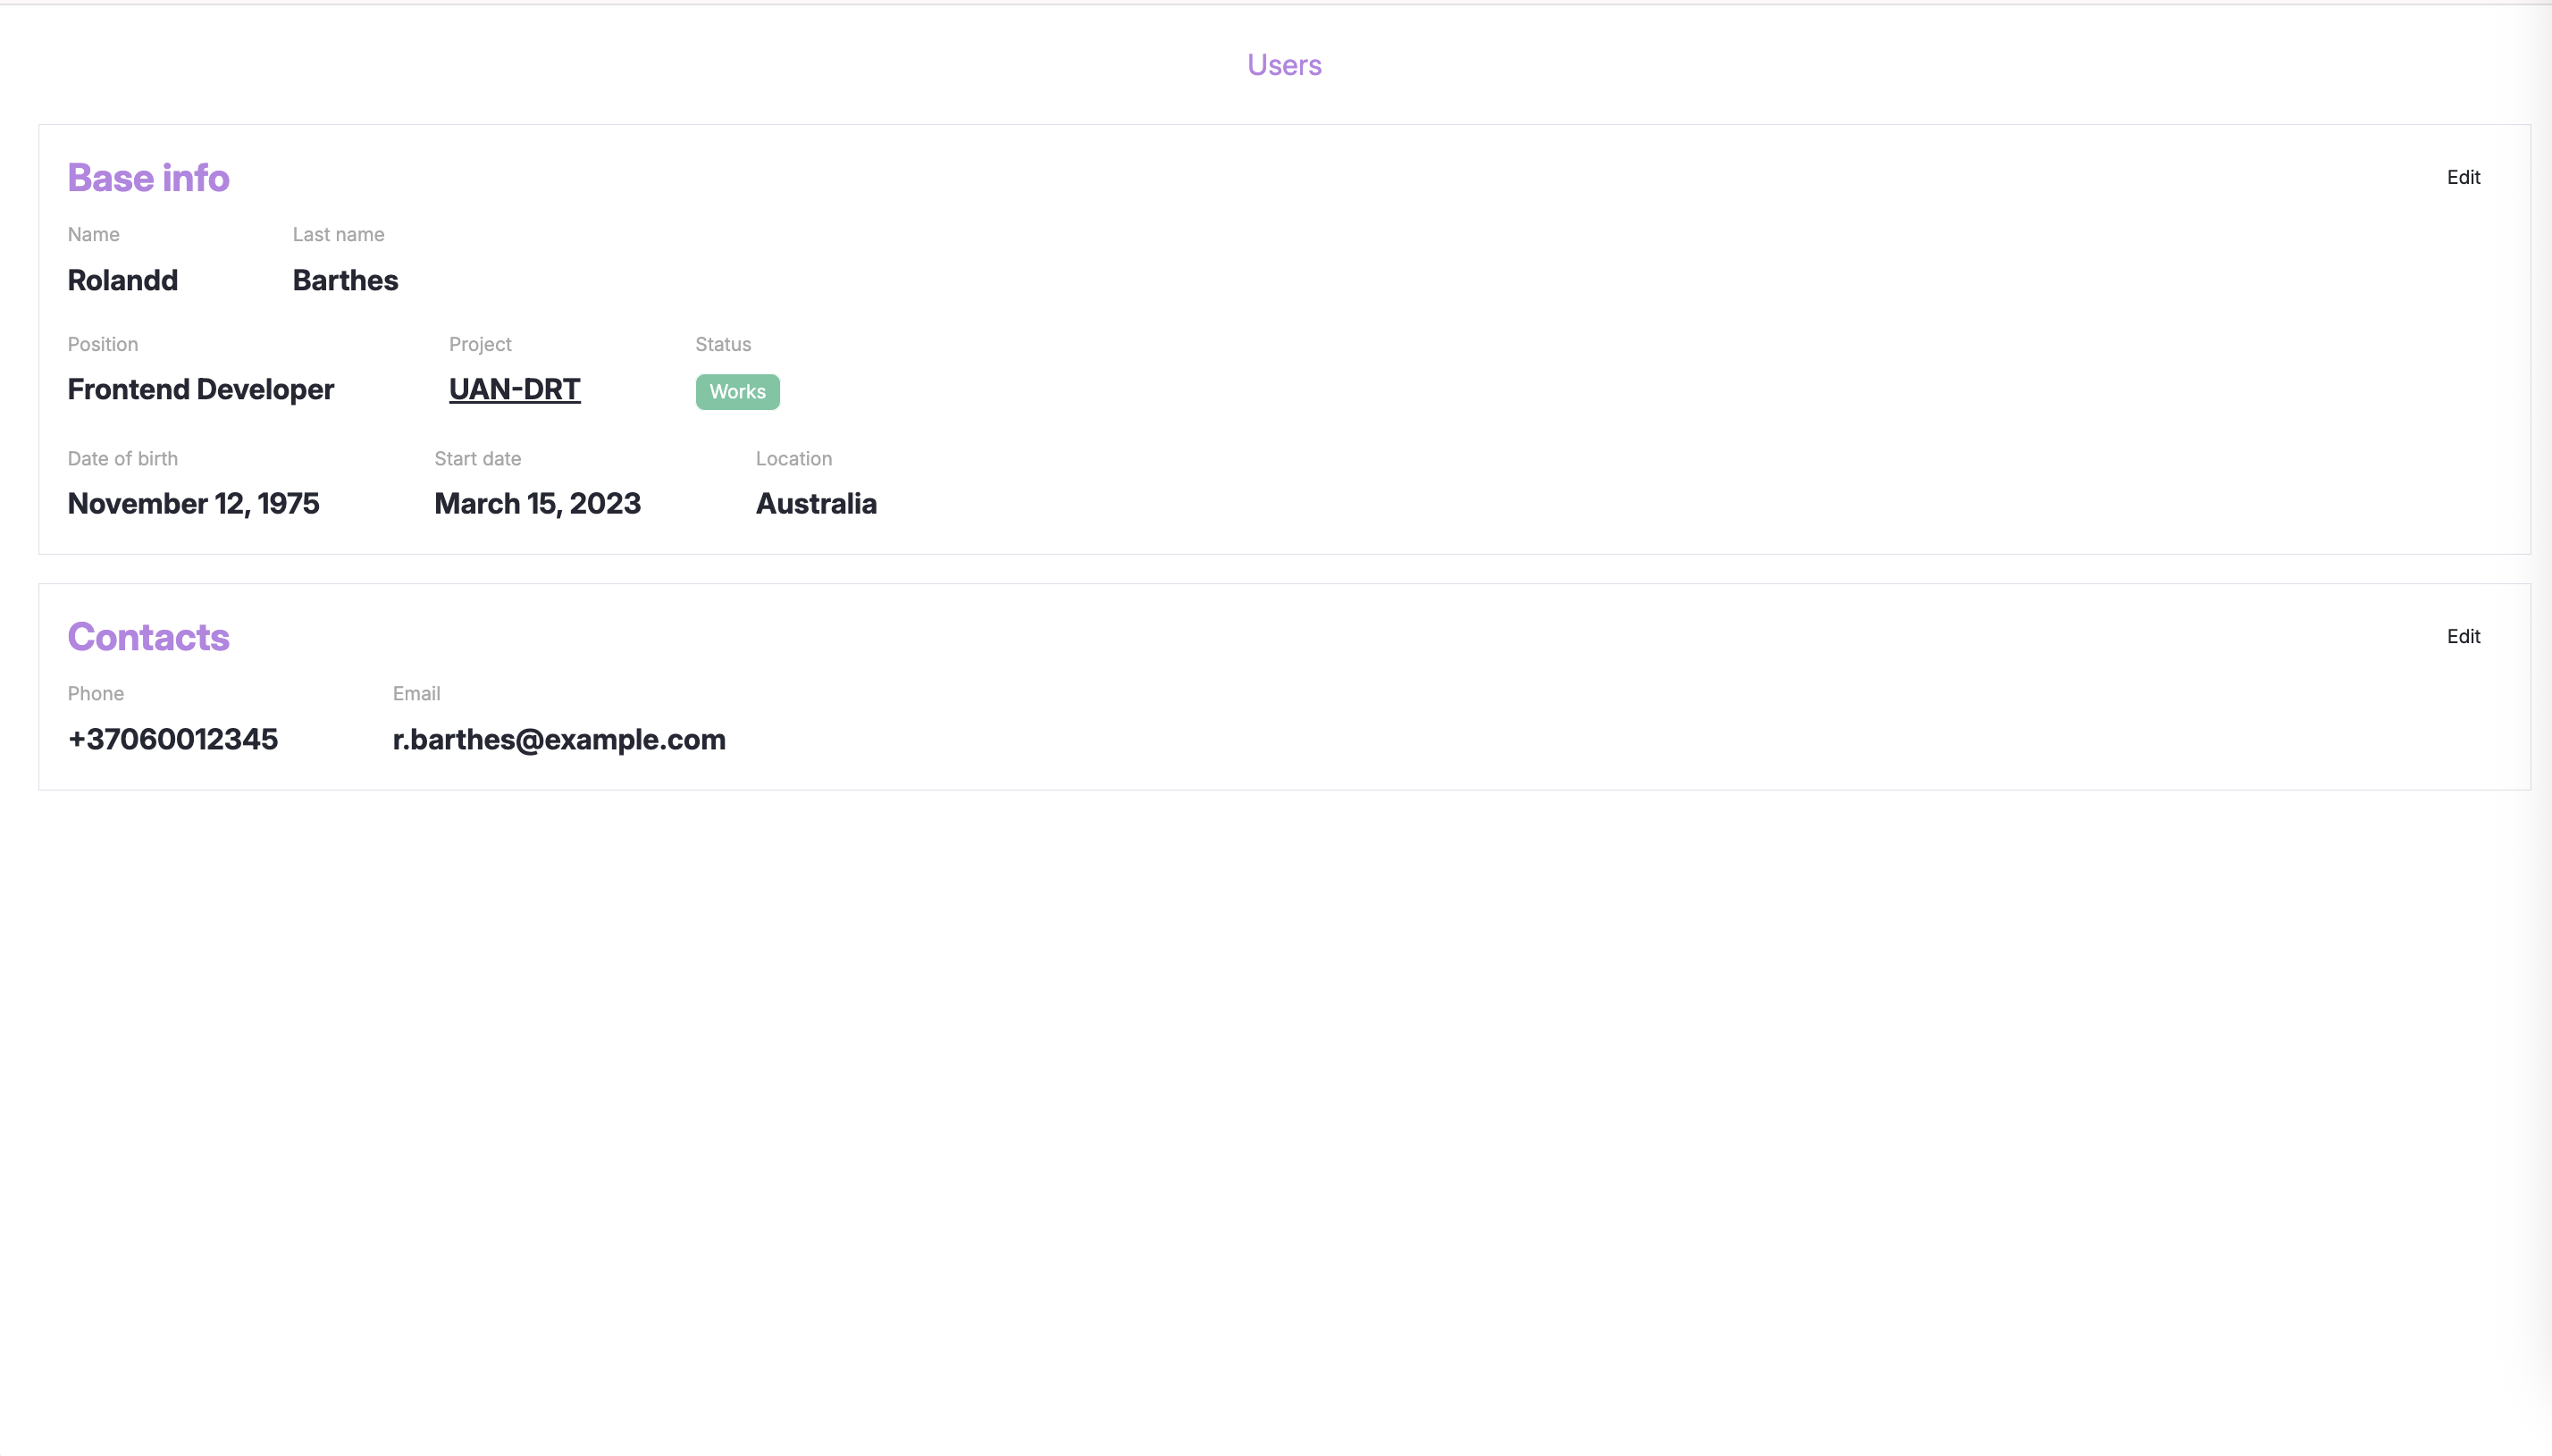 Users
Base info Edit
Name Last name
Rolandd Barthes
Position Project Status
Frontend Developer UAN-DRT Works
Date of birth Start date Location
November 12, 1975 March 15, 2023 Australia
Contacts Edit
Phone Email
+37060012345 r.barthes@example.com